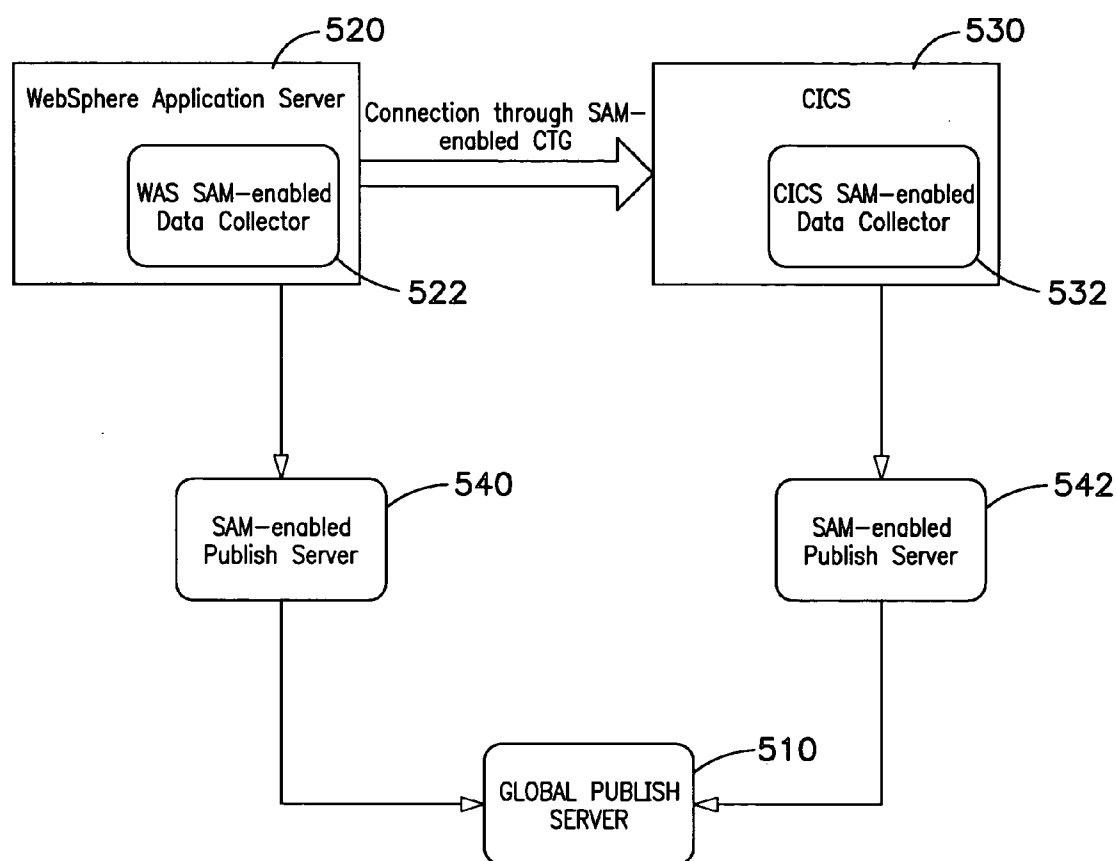 520
530
WebSphere Application Server
Connection through SAM-
enabled CTG
CICS
WAS SAM-enabled
Data Collector
CICS SAM-enabled
Data Collector
522
532
540
542
SAM-enabled
Publish Server
SAM-enabled
Publish Server
510
GLOBAL PUBLISH
SERVER